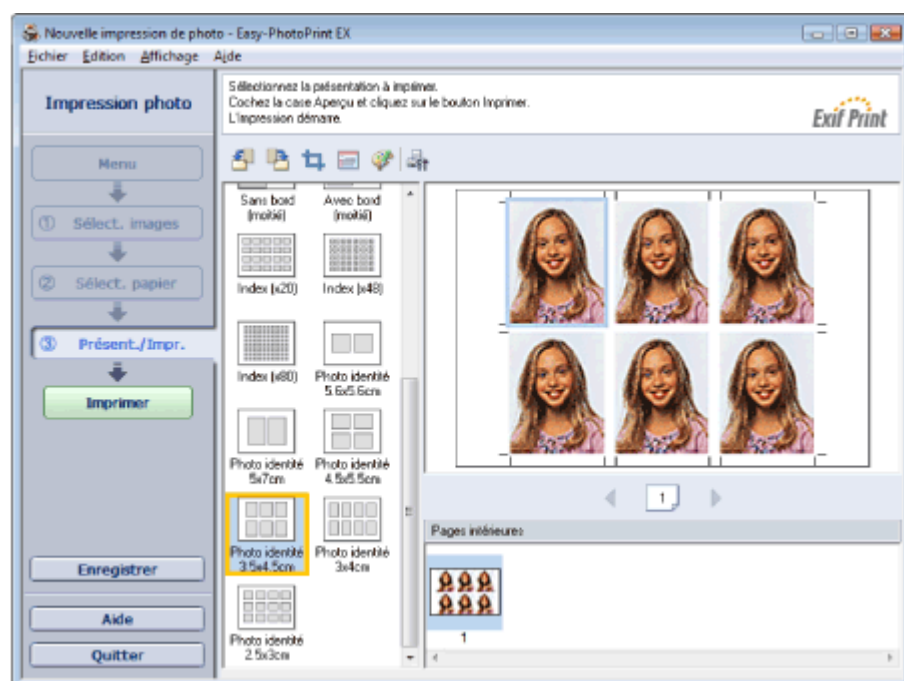 Nouvelle impression de photo - Easy-PhotoPrint EX
Fichier Edition Affichage Aide
Impression photo
Sélectionnez la présentation à imprimer.
Cochez la case Aperçu et cliquez sur le bouton Imprimer.
L'impression démarre.
Exif Print
Menu
① Sélect. images
② Sélect. papier
③ Présent./Impr.
Imprimer
Enregistrer
Aide
Quitter
Sans bord
(moitié)
Avec bord
(moitié)
Index (x20)
Index (x48)
Index (x80)
Photo identité
5.6x5.6cm
Photo identité
5x7cm
Photo identité
4.5x5.5cm
Photo identité
3.5x4.5cm
Photo identité
3x4cm
Photo identité
2.5x3cm
1
Pages intérieures
1